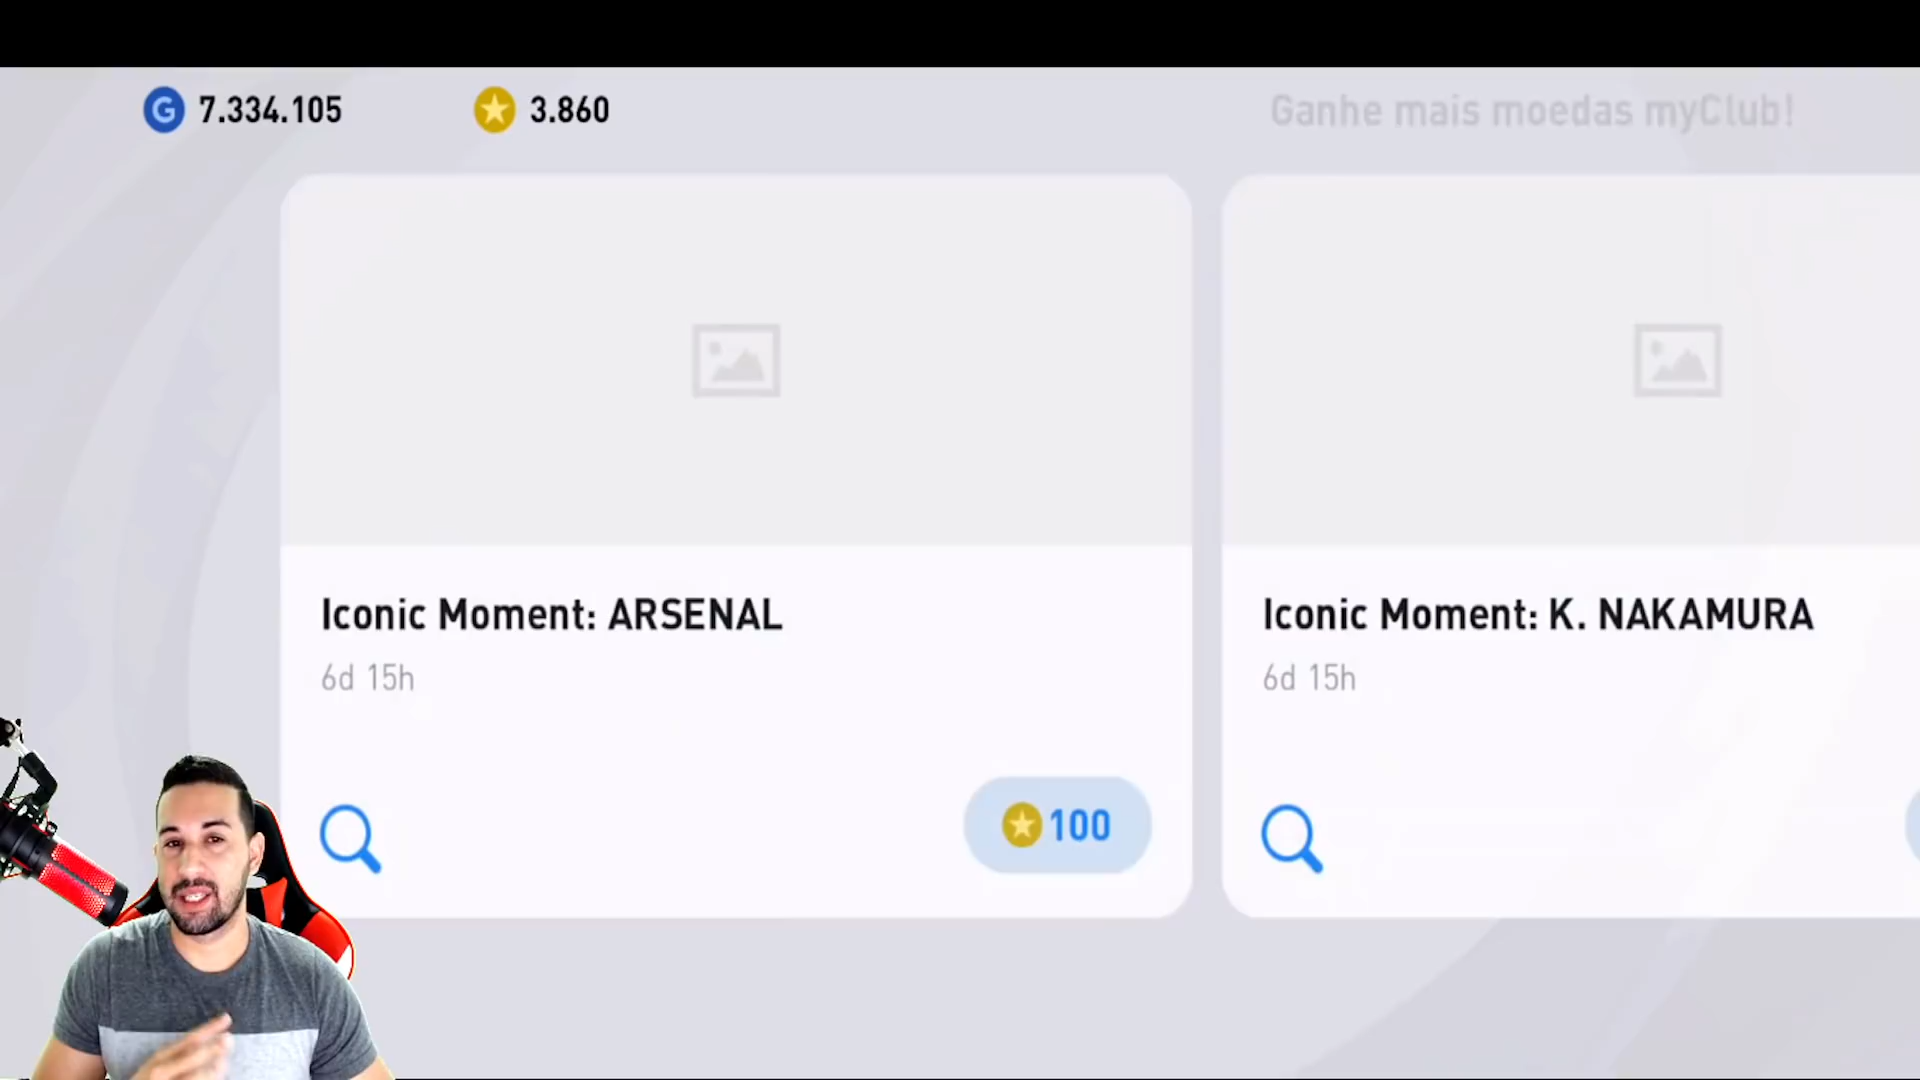 G 7.334.105
3.860
Ganhe mais moedas myClub!
Iconic Moment: ARSENAL
6d 15h
100
Iconic Moment: K. NAKAMURA
6d 15h